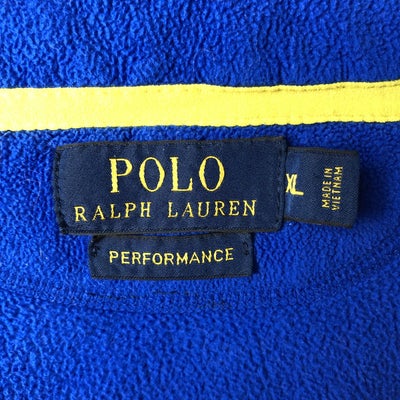 POLO
RALPH LAUREN
PERFORMANCE
XL
MADE IN
VIETNAM